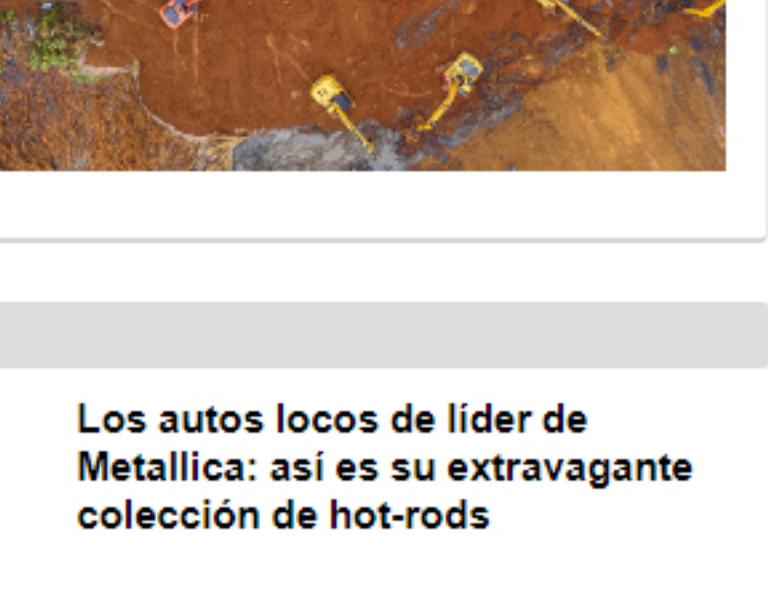 Los autos locos de líder de
Metallica: así es su extravagante
colección de hot-rods